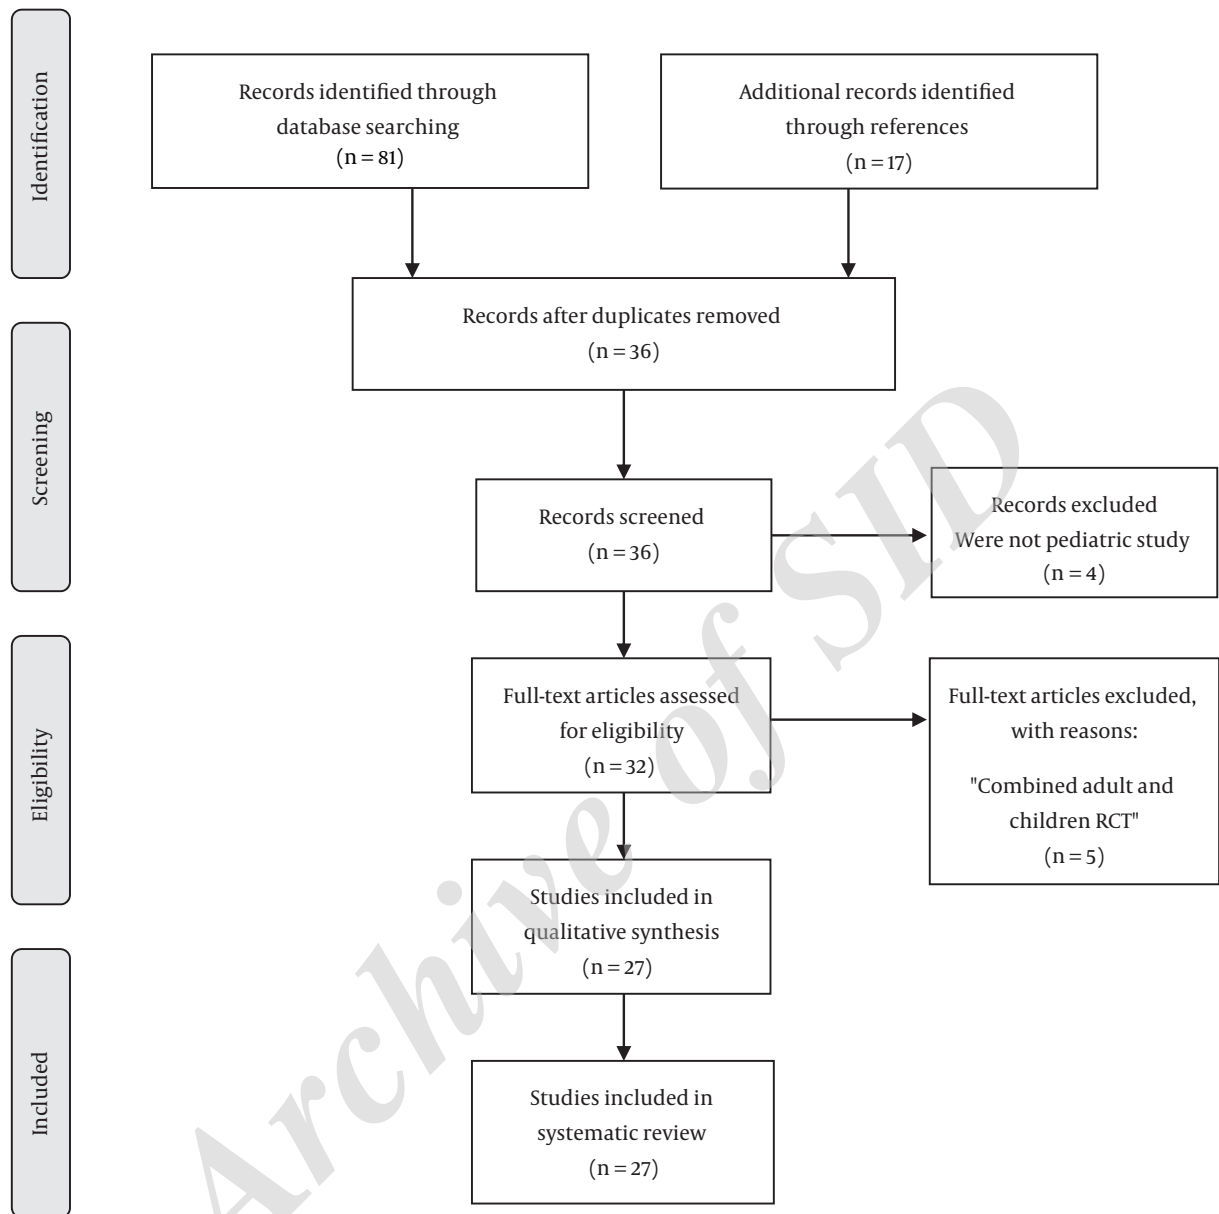 Identification
Records identified through
database searching
(n = 81)
Additional records identified
through references
(n = 17)
Records after duplicates removed
(n = 36)
Screening
Records screened
(n = 36)
Records excluded
Were not pediatric study
(n = 4)
Eligibility
Full-text articles assessed
for eligibility
(n = 32)
Full-text articles excluded,
with reasons:
"Combined adult and
children RCT"
(n = 5)
Studies included in
qualitative synthesis
(n = 27)
Included
Studies included in
systematic review
(n = 27)
Archive of SID